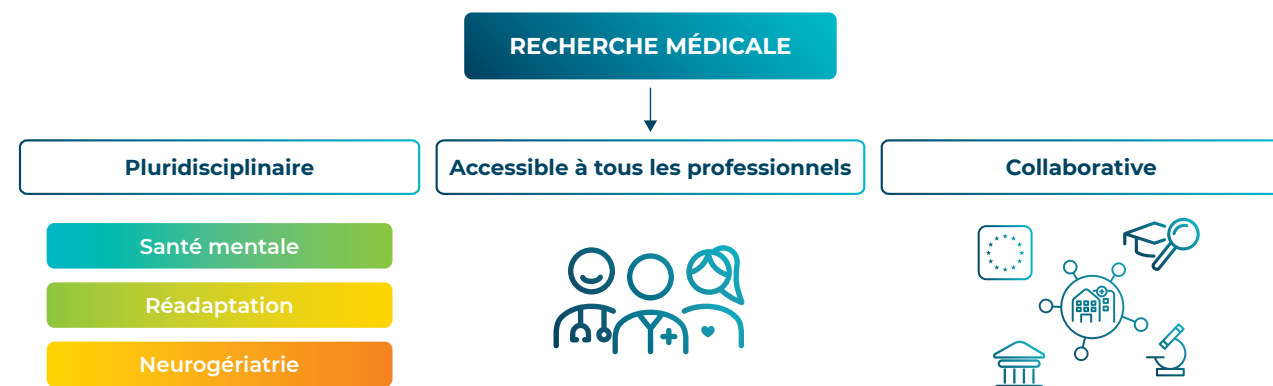 RECHERCHE MÉDICALE
Pluridisciplinaire
Accessible à tous les professionnels
Collaborative
Santé mentale
Réadaptation
Neurogériatrie